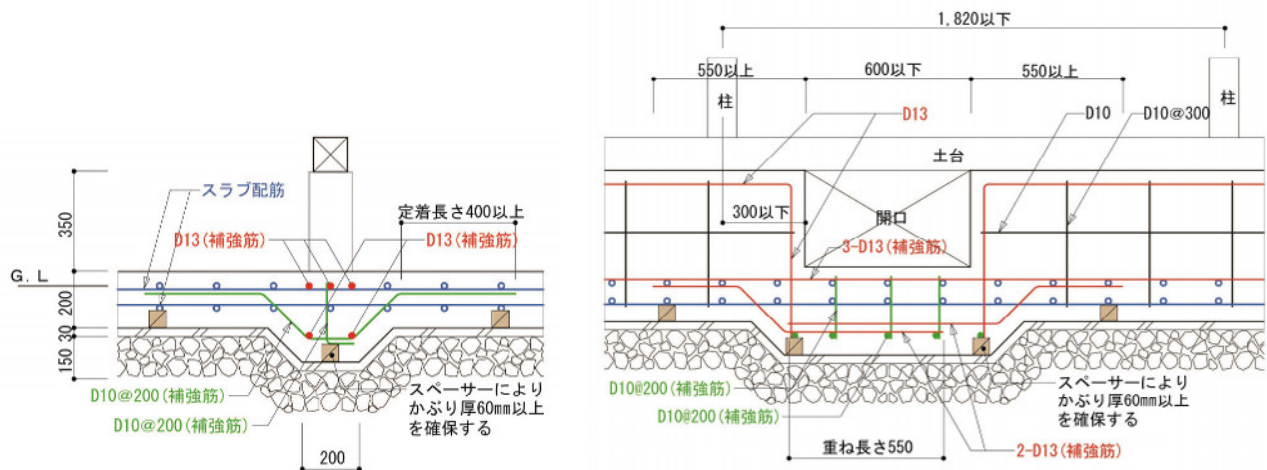 スラブ配筋
定着長さ400以上
D13(補強筋)
D13(補強筋)
350
G.L
200
30
150
D10@200(補強筋)
D10@200(補強筋)
スペーサーにより
かぶり厚60mm以上
を確保する
200
1,820以下
550以上
600以下
550以上
柱
柱
D13
D10
D10@300
土台
300以下
開口
3-D13(補強筋)
D10@200(補強筋)
D10@200(補強筋)
スペーサーにより
かぶり厚60mm以上
を確保する
重ね長さ550
2-D13(補強筋)